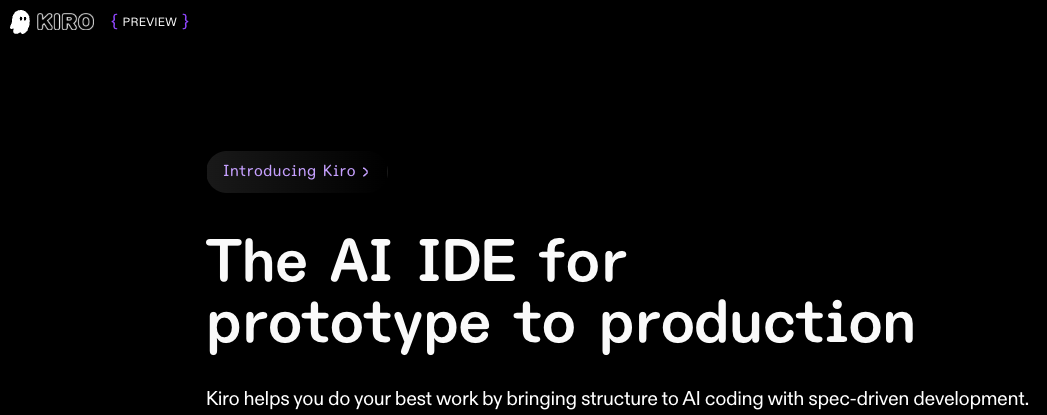 KIRO { PREVIEW }
Introducing Kiro >
The AI IDE for
prototype to production
Kiro helps you do your best work by bringing structure to AI coding with spec-driven development.